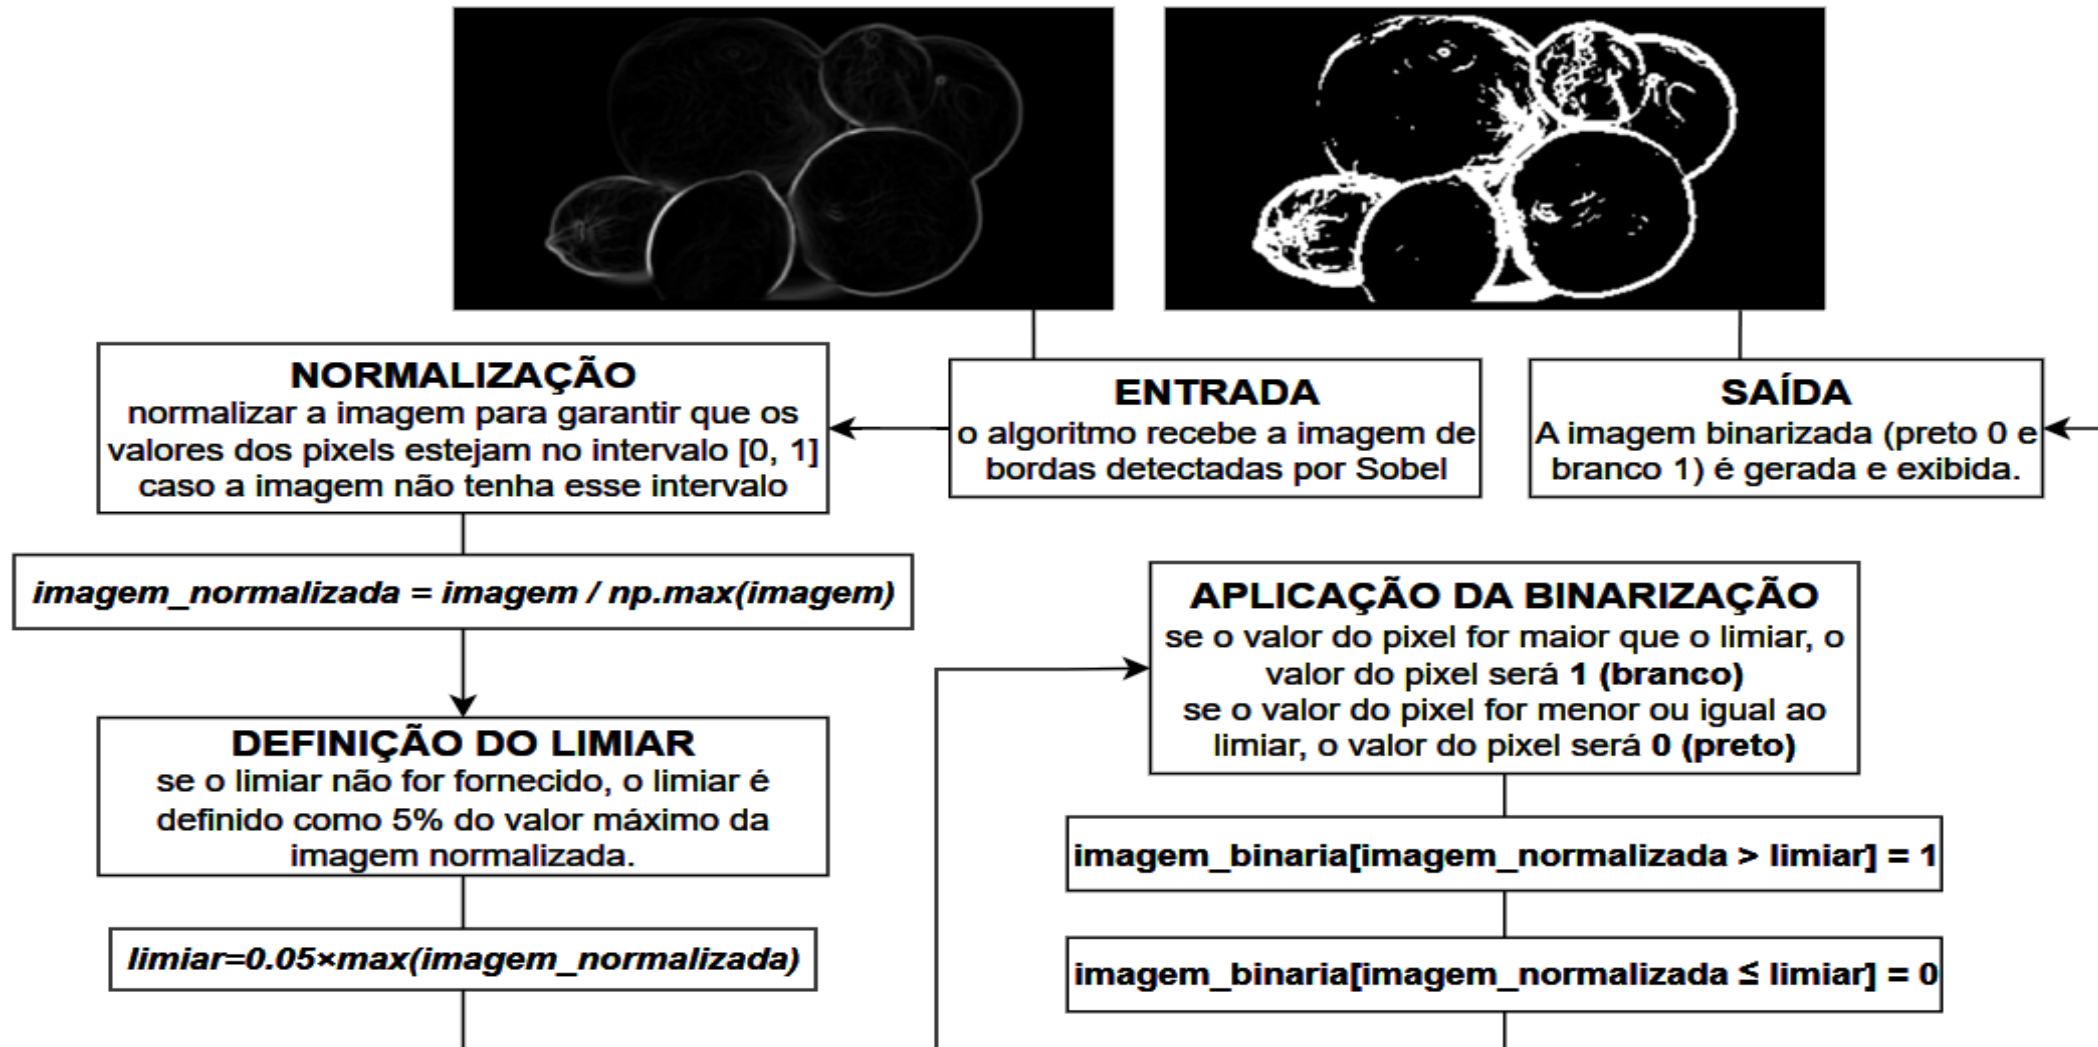 ENTRADA
o algoritmo recebe a imagem de
bordas detectadas por Sobel
NORMALIZAÇÃO
normalizar a imagem para garantir que os
valores dos pixels estejam no intervalo [0, 1]
caso a imagem não tenha esse intervalo
imagem_normalizada = imagem / np.max(imagem)
DEFINIÇÃO DO LIMIAR
se o limiar não for fornecido, o limiar é
definido como 5% do valor máximo da
imagem normalizada.
limiar=0.05×max(imagem_normalizada)
APLICAÇÃO DA BINARIZAÇÃO
se o valor do pixel for maior que o limiar, o
valor do pixel será 1 (branco)
se o valor do pixel for menor ou igual ao
limiar, o valor do pixel será 0 (preto)
imagem_binaria[imagem_normalizada > limiar] = 1
imagem_binaria[imagem_normalizada ≤ limiar] = 0
SAÍDA
A imagem binarizada (preto 0 e
branco 1) é gerada e exibida.